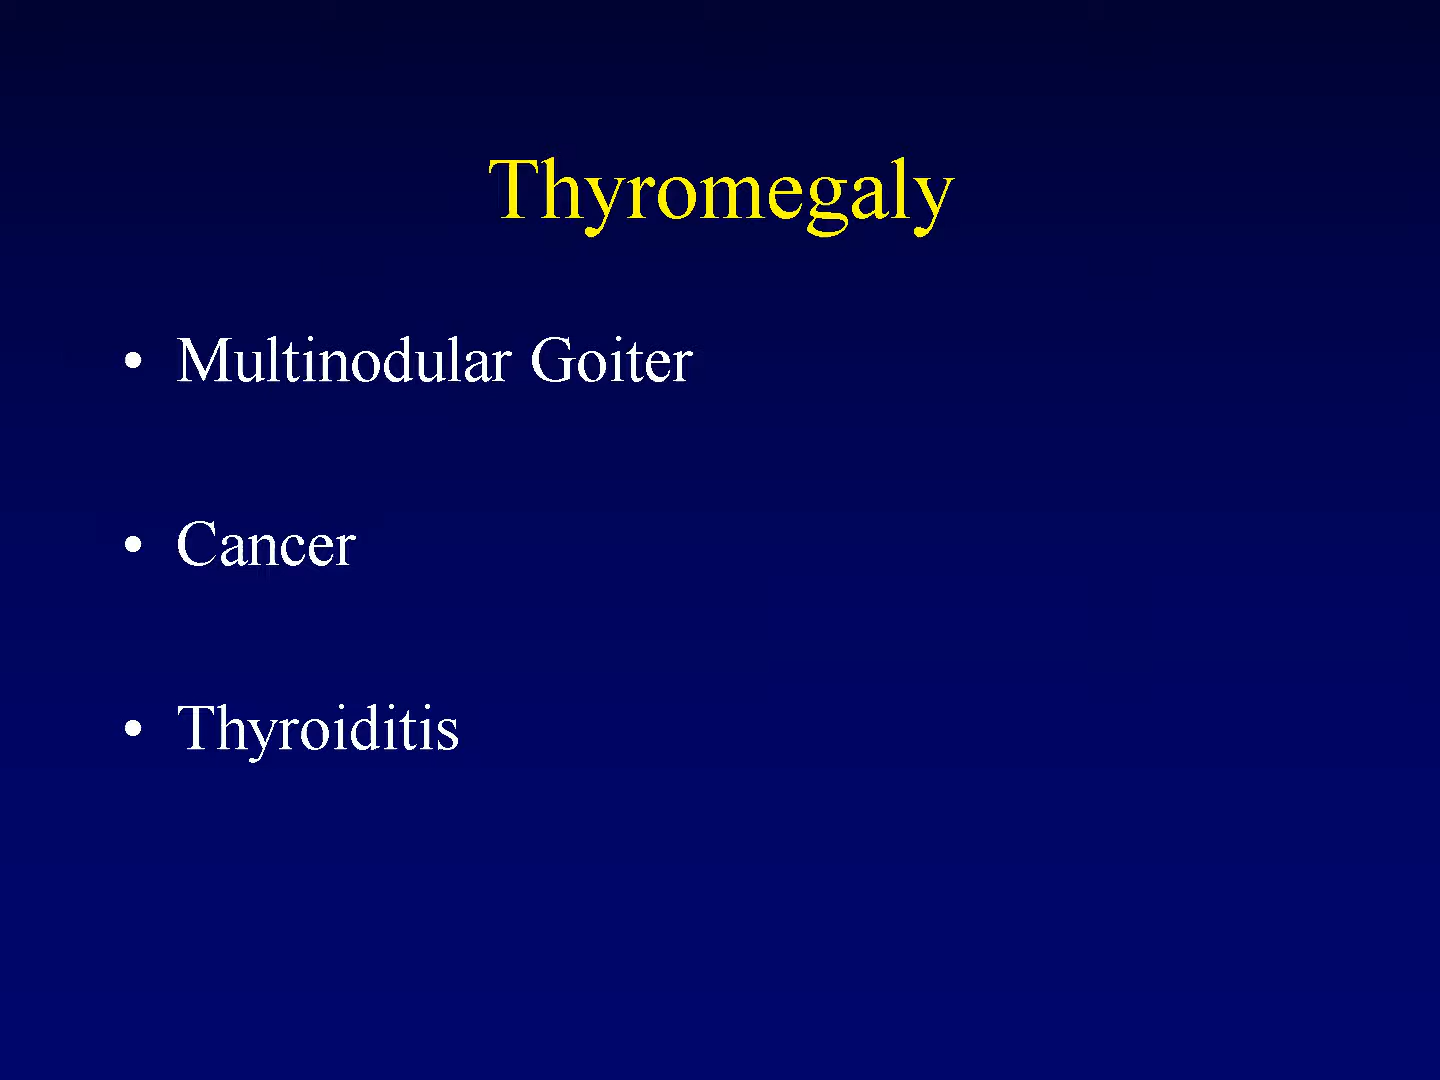 Thyromegaly
• Multinodular Goiter
• Cancer
• Thyroiditis